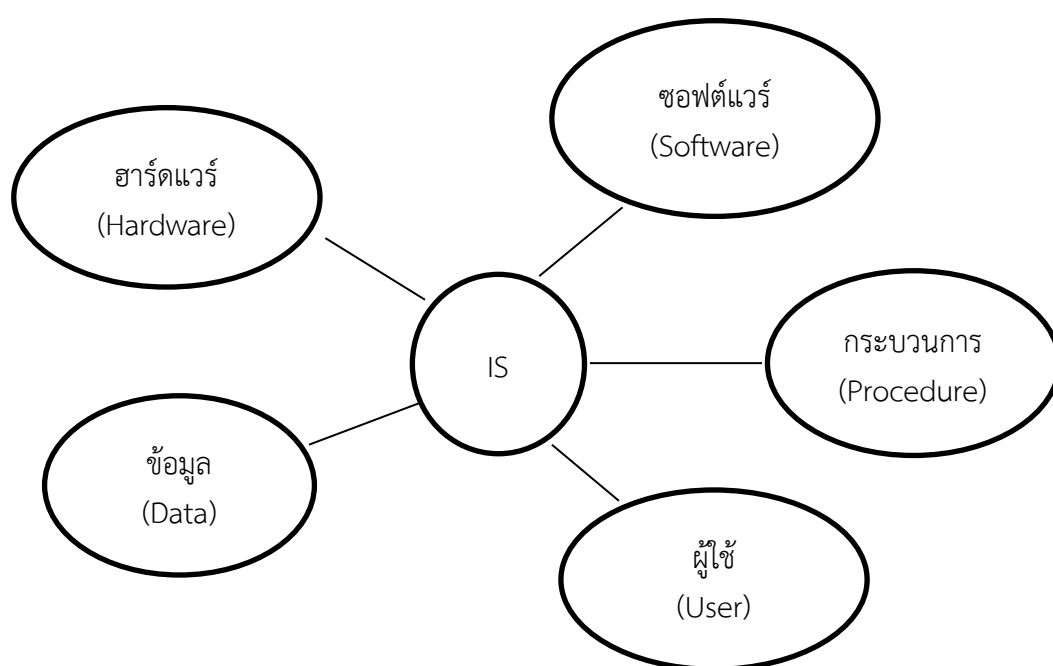 ซอฟต์แวร์
(Software)
ฮาร์ดแวร์
(Hardware)
IS
กระบวนการ
(Procedure)
ข้อมูล
(Data)
ผู้ใช้
(User)